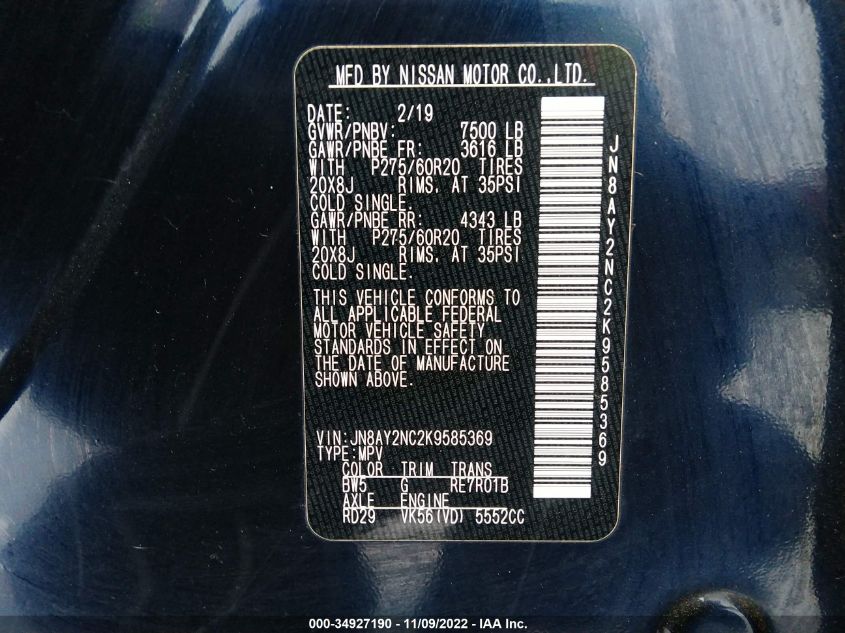 MFD BY NISSAN MOTOR CO.,LTD.
DATE: 2/19
GVWR/PNBV: 7500 LB
GAWR/PNBE FR: 3616 LB
WITH P275/60R20 TIRES
20X8J RIMS. AT 35PSI
COLD SINGLE.
GAWR/PNBE RR: 4343 LB
WITH P275/60R20 TIRES
20X8J RIMS. AT 35PSI
COLD SINGLE.
THIS VEHICLE CONFORMS TO
ALL APPLICABLE FEDERAL
MOTOR VEHICLE SAFETY
STANDARDS IN EFFECT ON
THE DATE OF MANUFACTURE
SHOWN ABOVE.
VIN:JN8AY2NC2K9585369
TYPE:MPV
COLOR TRIM TRANS
BW5 G RE7R01B
AXLE ENGINE
RD29 VK56(VD) 5552CC
JN8AY2NC2K9585369
000-34927190 - 11/09/2022 - IAA Inc.